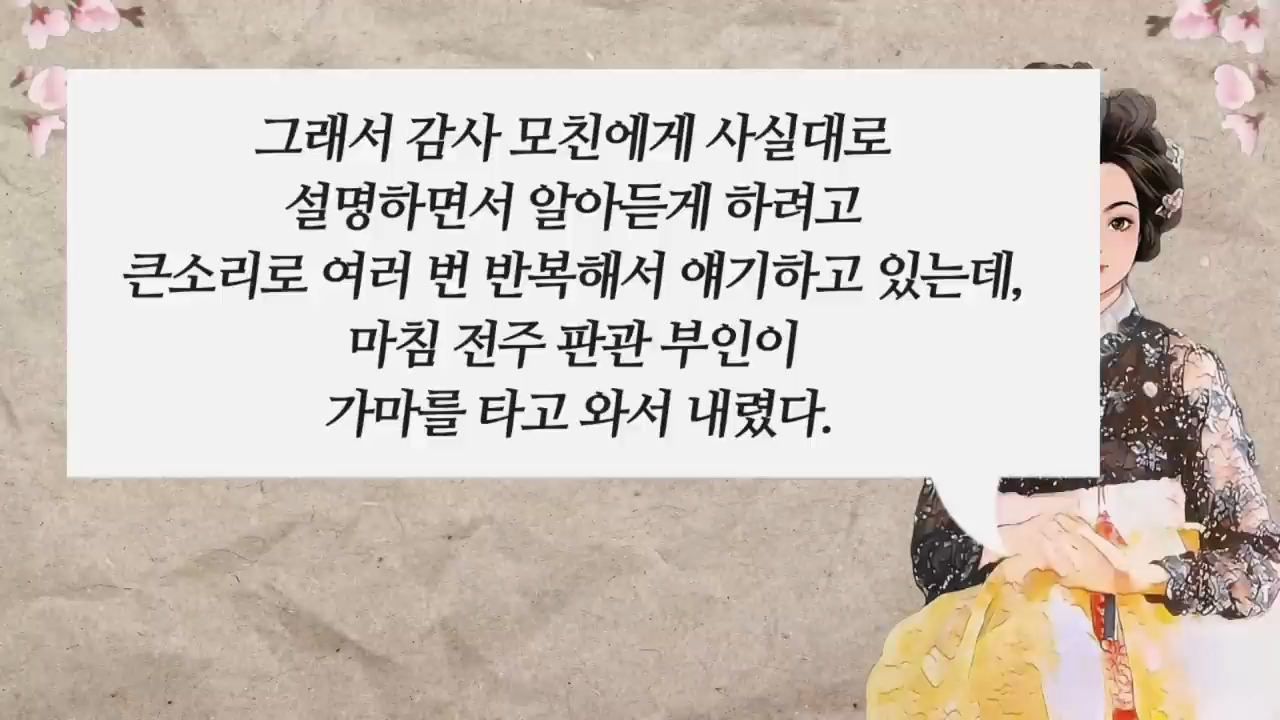 그래서 감사 모친에게 사실대로
설명하면서 알아듣게 하려고
큰소리로 여러 번 반복해서 얘기하고 있는데,
마침 전주 판관 부인이
가마를 타고 와서 내렸다.